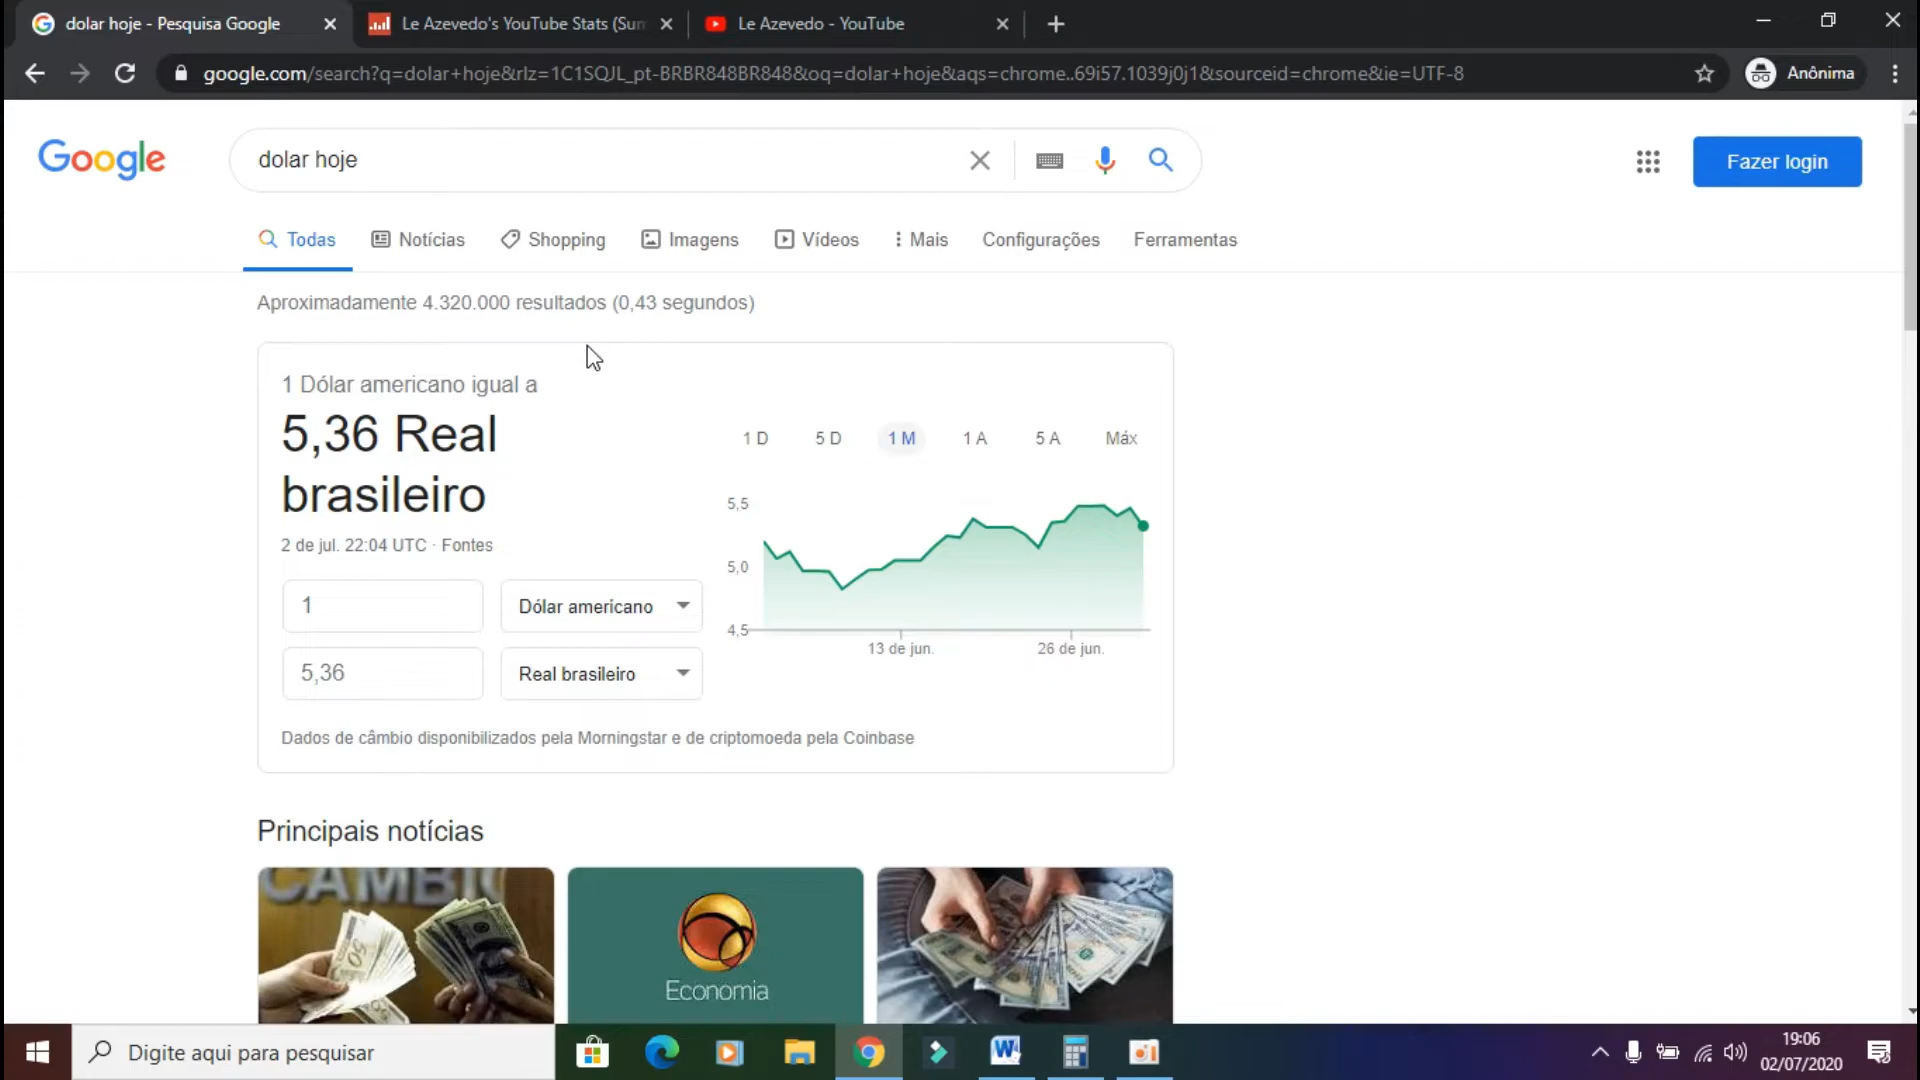 dolar hoje - Pesquisa Google
Le Azevedo's YouTube Stats (Sum
Le Azevedo - YouTube
google.com/search?q=dolar+hoje&rlz=1C1SQJL_pt-BRBR848BR848&oq=dolar+hoje&aqs=chrome..69i57.1039j0j1&sourceid=chrome&ie=UTF-8
Anônima
Google
dolar hoje
Fazer login
Todas
Notícias
Shopping
Imagens
Vídeos
Mais
Configurações
Ferramentas
Aproximadamente 4.320.000 resultados (0,43 segundos)
1 Dólar americano igual a
5,36 Real
brasileiro
2 de jul. 22:04 UTC · Fontes
1 Dólar americano
5,36 Real brasileiro
1 D 5 D 1 M 1 A 5 A Máx
5,5
5,0
4,5
13 de jun. 26 de jun.
Dados de câmbio disponibilizados pela Morningstar e de criptomoeda pela Coinbase
Principais notícias
CAMBIO
50
Economia
Digite aqui para pesquisar
19:06
02/07/2020